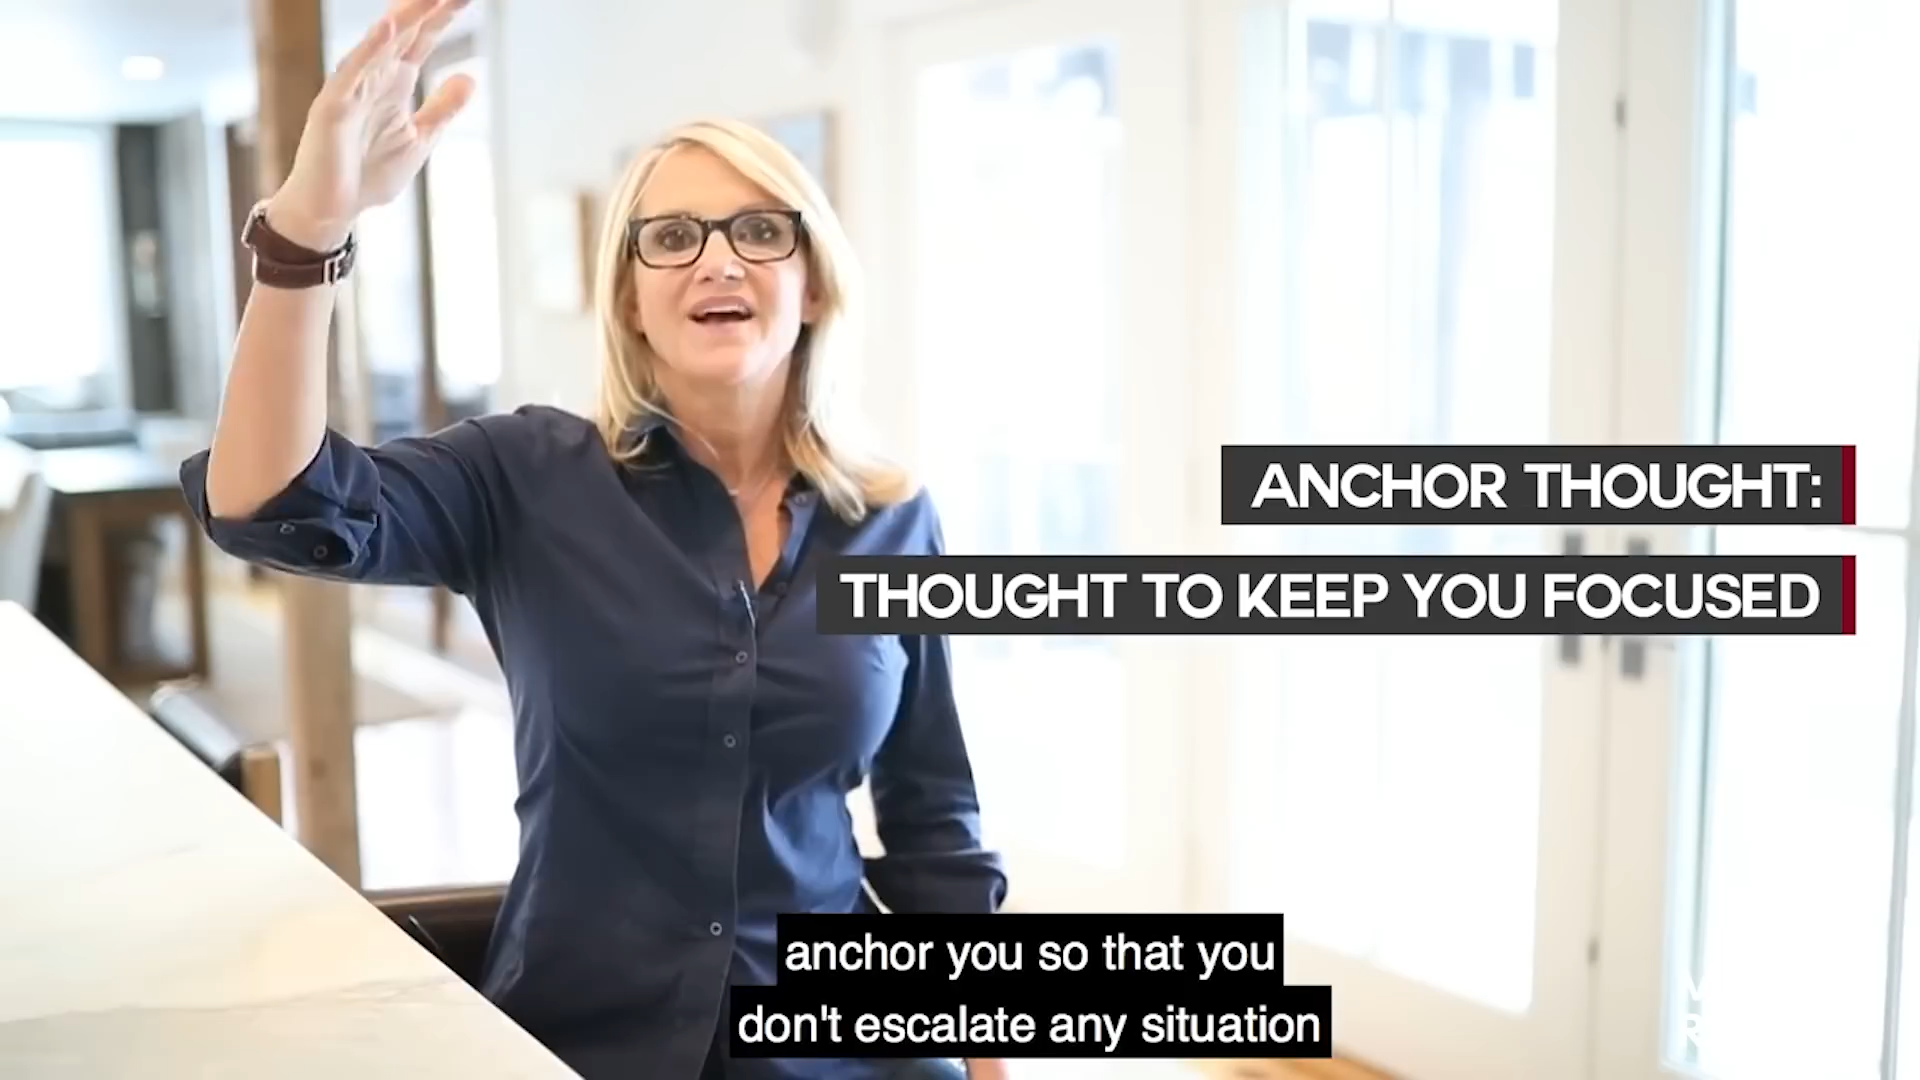 ANCHOR THOUGHT:
THOUGHT TO KEEP YOU FOCUSED
anchor you so that you
don't escalate any situation